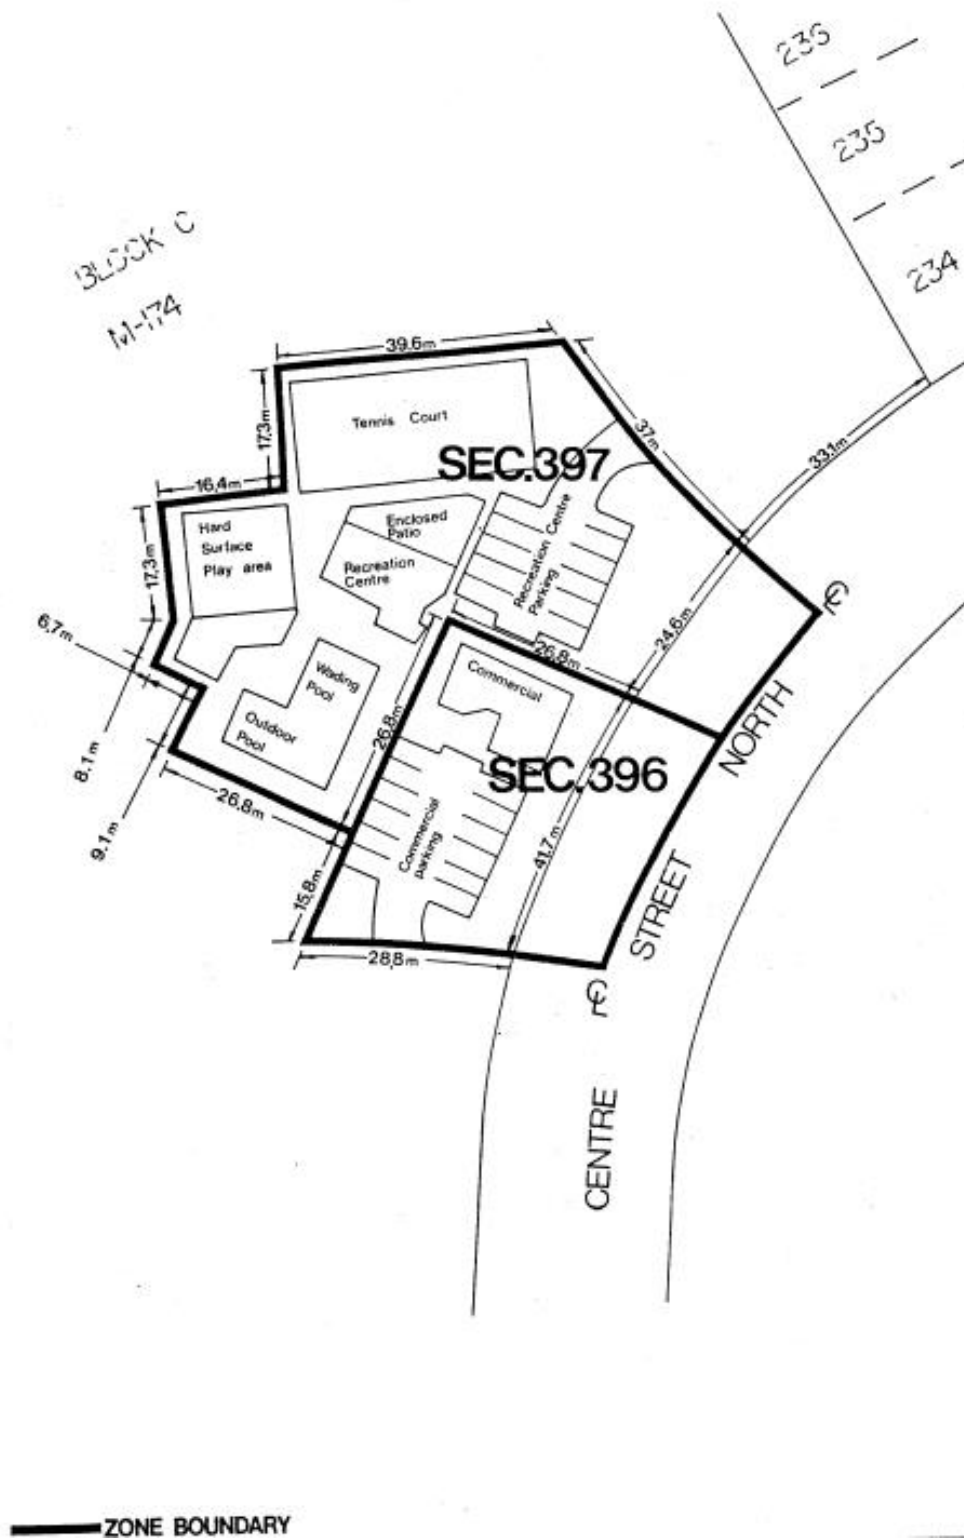 236
235
234
BLOCK C
M-174
39.6m
17.3m
37m
33.1m
Tennis Court
SEC.397
16.4m
Hard
Surface
Play area
Enclosed
Patio
Recreation
Centre
Recreation Centre
Parking
17.3m
6.7m
24.6m
26.8m
Commercial
Wading
Pool
Outdoor
Pool
26.8m
SEC.396
8.1m
9.1m
26.8m
Commercial
parking
41.7m
15.8m
28.8m
CENTRE
STREET
NORTH
ZONE BOUNDARY